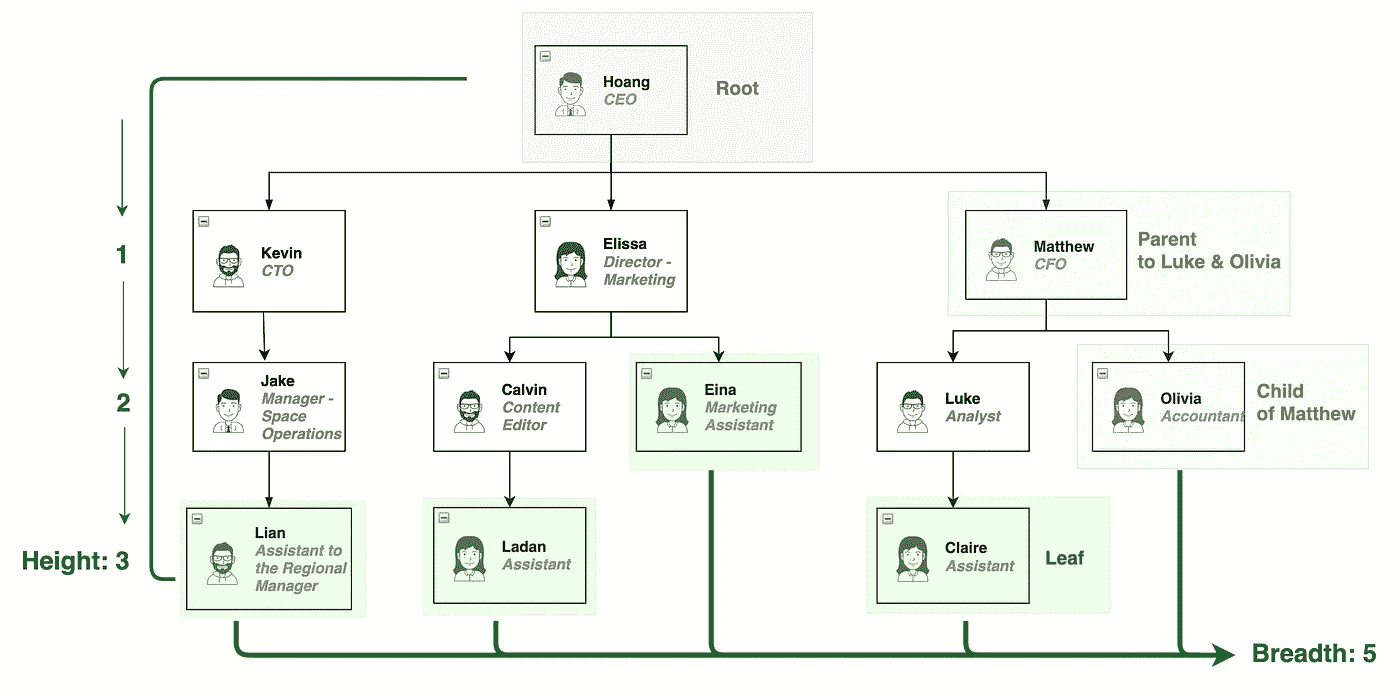 Hoang
CEO
Root
1
Kevin
CTO
Elissa
Director -
Marketing
Matthew
CFO
Parent
to Luke & Olivia
2
Jake
Manager -
Space
Operations
Calvin
Content
Editor
Eina
Marketing
Assistant
Luke
Analyst
Olivia
Accountant
Child
of Matthew
Height: 3
Lian
Assistant to
the Regional
Manager
Ladan
Assistant
Claire
Assistant
Leaf
Breadth: 5